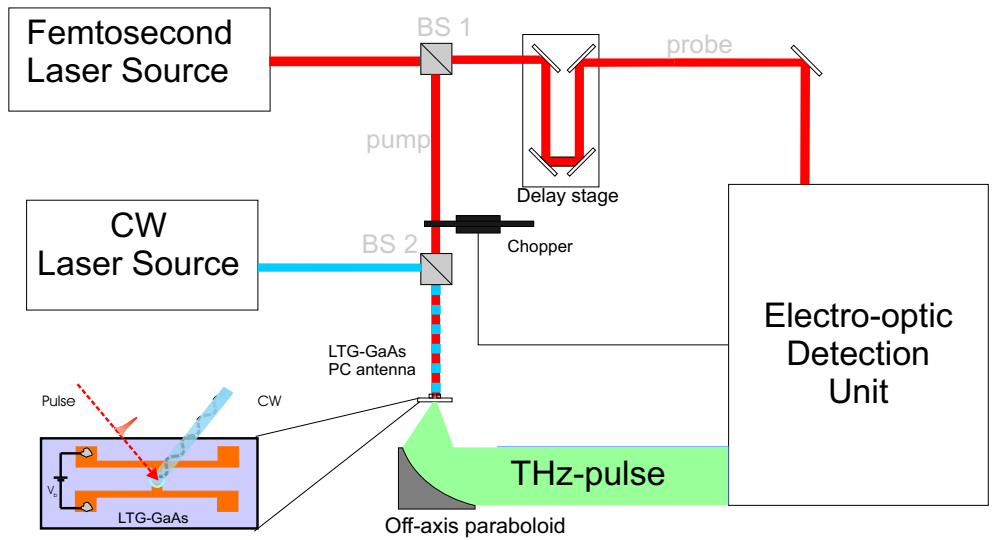 Femtosecond
Laser Source
BS 1
probe
pump
Delay stage
CW
Laser Source
BS 2
Chopper
Electro-optic
Detection
Unit
LTG-GaAs
PC antenna
Pulse
CW
LTG-GaAs
THz-pulse
Off-axis paraboloid